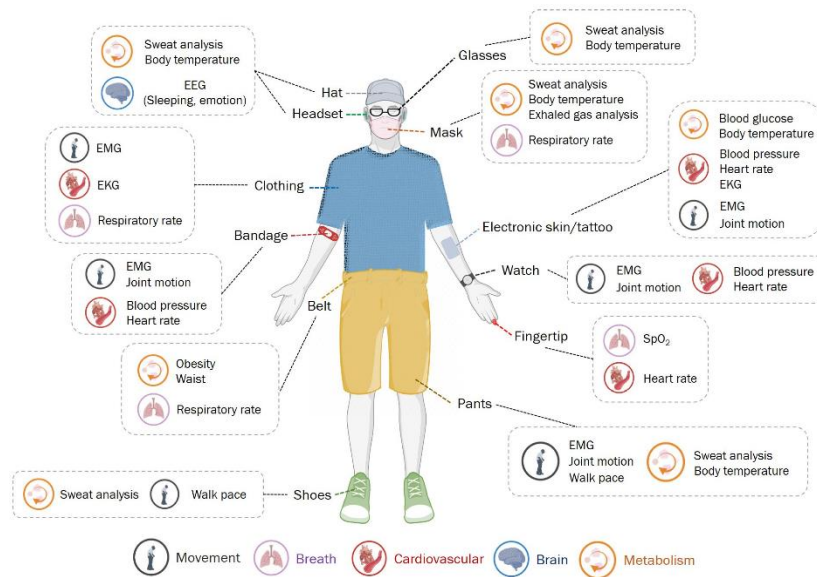 Sweat analysis
Body temperature
EEG
(Sleeping, emotion)
Hat
Headset
Glasses
Sweat analysis
Body temperature
Mask
Sweat analysis
Body temperature
Exhaled gas analysis
Respiratory rate
EMG
EKG
Respiratory rate
Clothing
Blood glucose
Body temperature
Blood pressure
Heart rate
EKG
EMG
Joint motion
Electronic skin/tattoo
Bandage
EMG
Joint motion
Blood pressure
Heart rate
Watch
EMG
Joint motion
Blood pressure
Heart rate
Belt
Obesity
Waist
Respiratory rate
Fingertip
SpO₂
Heart rate
Pants
EMG
Joint motion
Walk pace
Sweat analysis
Body temperature
Sweat analysis
Walk pace
Shoes
Movement
Breath
Cardiovascular
Brain
Metabolism